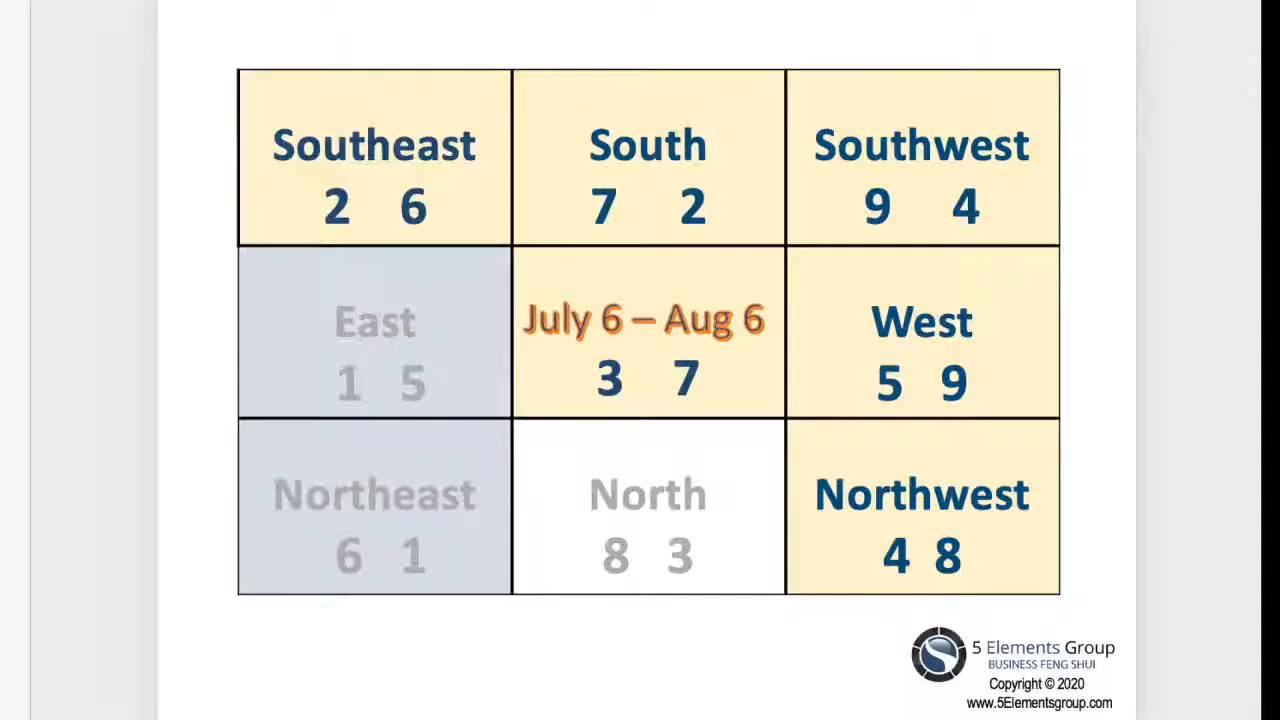 Southeast
2 6
South
7 2
Southwest
9 4
East
1 5
July 6 – Aug 6
3 7
West
5 9
Northeast
6 1
North
8 3
Northwest
4 8
5 Elements Group
BUSINESS FENG SHUI
Copyright © 2020
www.5Elementsgroup.com